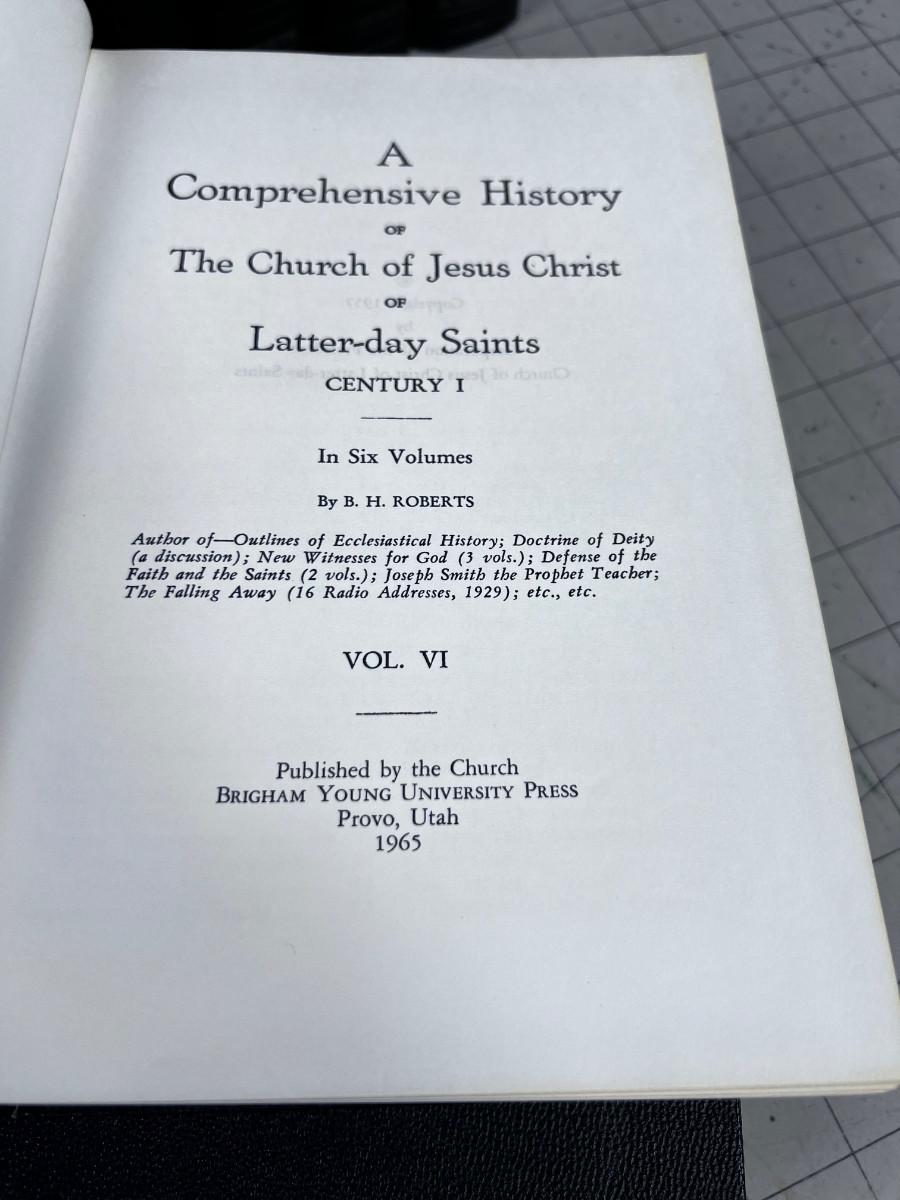 A
Comprehensive History
OF
The Church of Jesus Christ
OF
Latter-day Saints
CENTURY I
In Six Volumes
By B. H. ROBERTS
Author of—Outlines of Ecclesiastical History; Doctrine of Deity
(a discussion); New Witnesses for God (3 vols.); Defense of the
Faith and the Saints (2 vols.); Joseph Smith the Prophet Teacher;
The Falling Away (16 Radio Addresses, 1929); etc., etc.
VOL. VI
Published by the Church
BRIGHAM YOUNG UNIVERSITY PRESS
Provo, Utah
1965